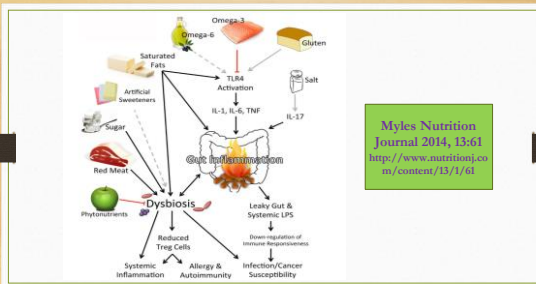 Omega-3
Omega-6
Gluten
Saturated
Fats
TLR4
Activation
Salt
Artificial
Sweeteners
IL-1, IL-6, TNF
IL-17
Sugar
Gut Inflammation
Red Meat
Phytonutrients
Dysbiosis
Leaky Gut &
Systemic LPS
Reduced
Treg Cells
Down-regulation of
Immune-Responsiveness
Systemic
Inflammation
Allergy &
Autoimmunity
Infection/Cancer
Susceptibility
Myles Nutrition
Journal 2014, 13:61
http://www.nutritionj.co
m/content/13/1/61